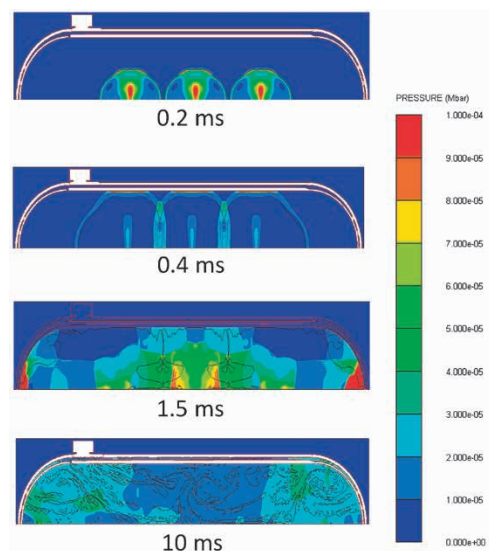 0.2 ms
0.4 ms
1.5 ms
10 ms
PRESSURE (Mbar)
1.000e-04
9.000e-05
8.000e-05
7.000e-05
6.000e-05
5.000e-05
4.000e-05
3.000e-05
2.000e-05
1.000e-05
0.000e+00